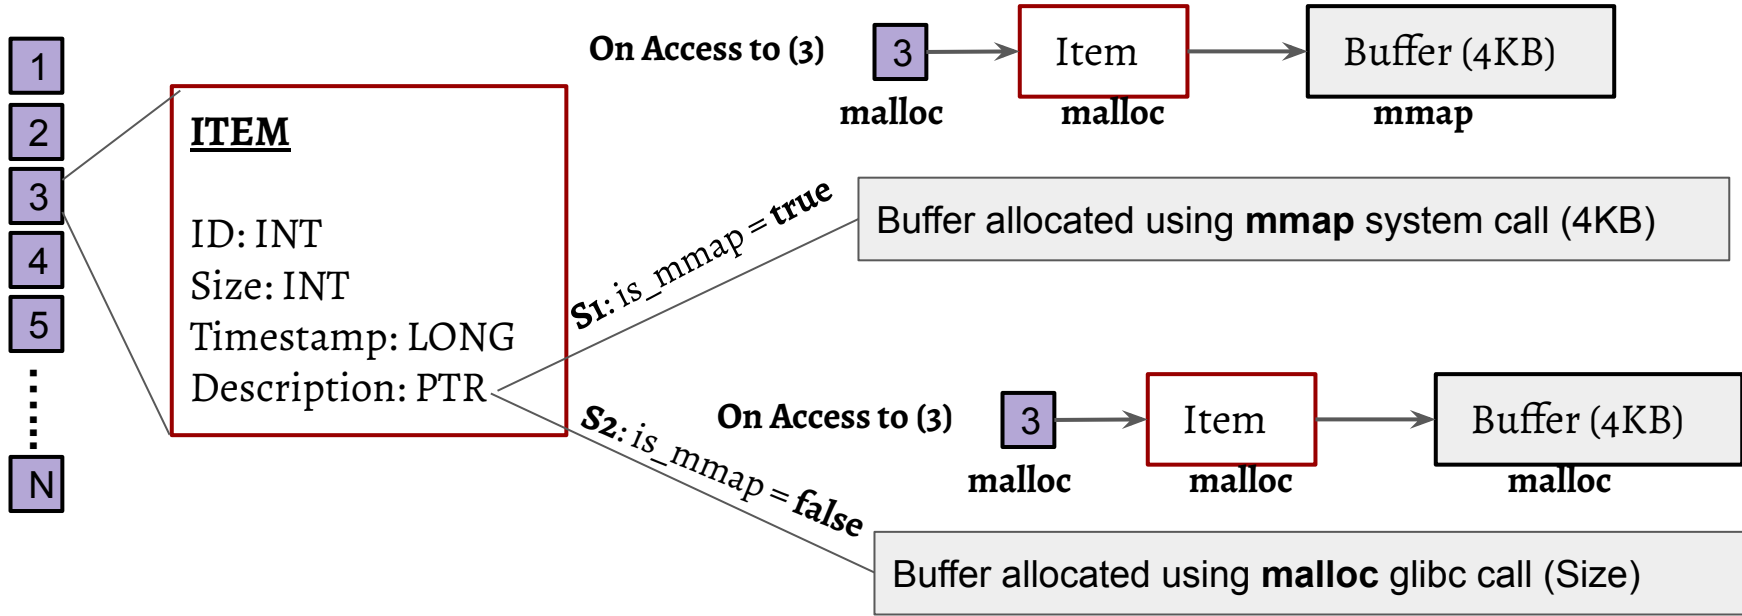 1
2
3
4
5
N
ITEM
ID: INT
Size: INT
Timestamp: LONG
Description: PTR
S1: is_mmap = true
S2: is_mmap = false
On Access to (3)
3
Item
Buffer (4KB)
malloc
malloc
mmap
Buffer allocated using mmap system call (4KB)
On Access to (3)
3
Item
Buffer (4KB)
malloc
malloc
malloc
Buffer allocated using malloc glibc call (Size)